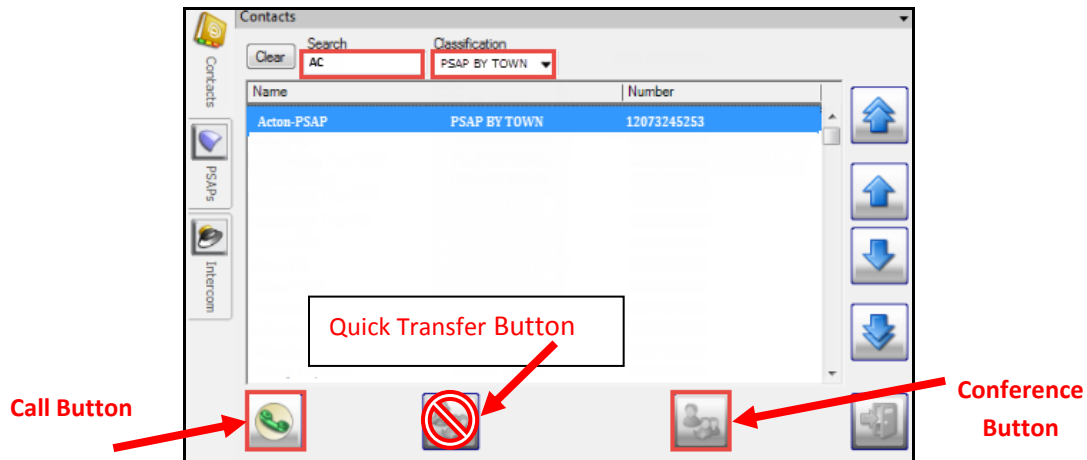 Contacts
Search
Classification
Clear
AC
PSAP BY TOWN
Name
Number
Acton-PSAP PSAP BY TOWN 12073245253
Contacts
PSAPs
Intercom
Quick Transfer Button
Call Button
Conference
Button